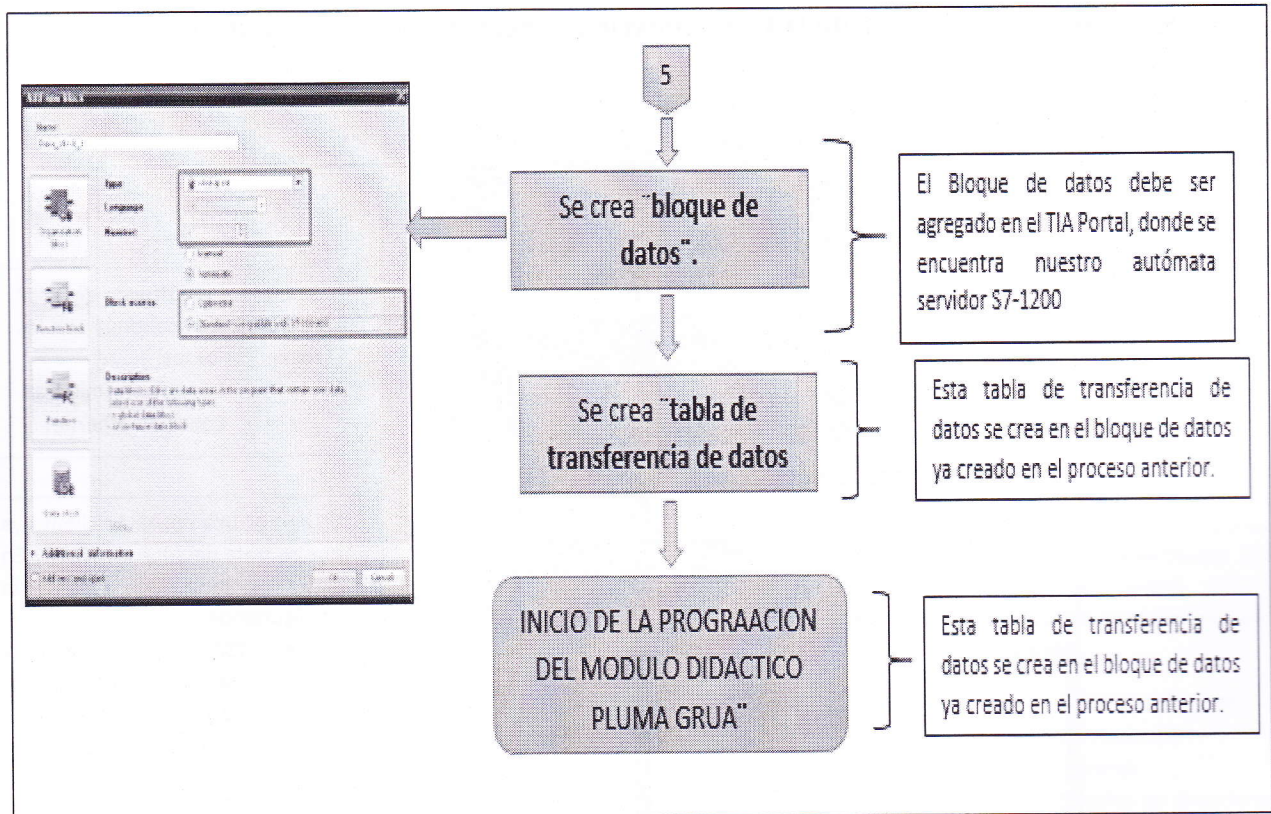 5
Se crea ¨bloque de
datos¨.
El Bloque de datos debe ser
agregado en el TIA Portal, donde se
encuentra nuestro autómata
servidor S7-1200
Se crea ¨tabla de
transferencia de datos
Esta tabla de transferencia de
datos se crea en el bloque de datos
ya creado en el proceso anterior.
INICIO DE LA PROGRAACION
DEL MODULO DIDACTICO
PLUMA GRUA¨
Esta tabla de transferencia de
datos se crea en el bloque de datos
ya creado en el proceso anterior.
Name:
Type
Language
Number
Manual
Automatic
Block access
Description
Additional information
Cancel